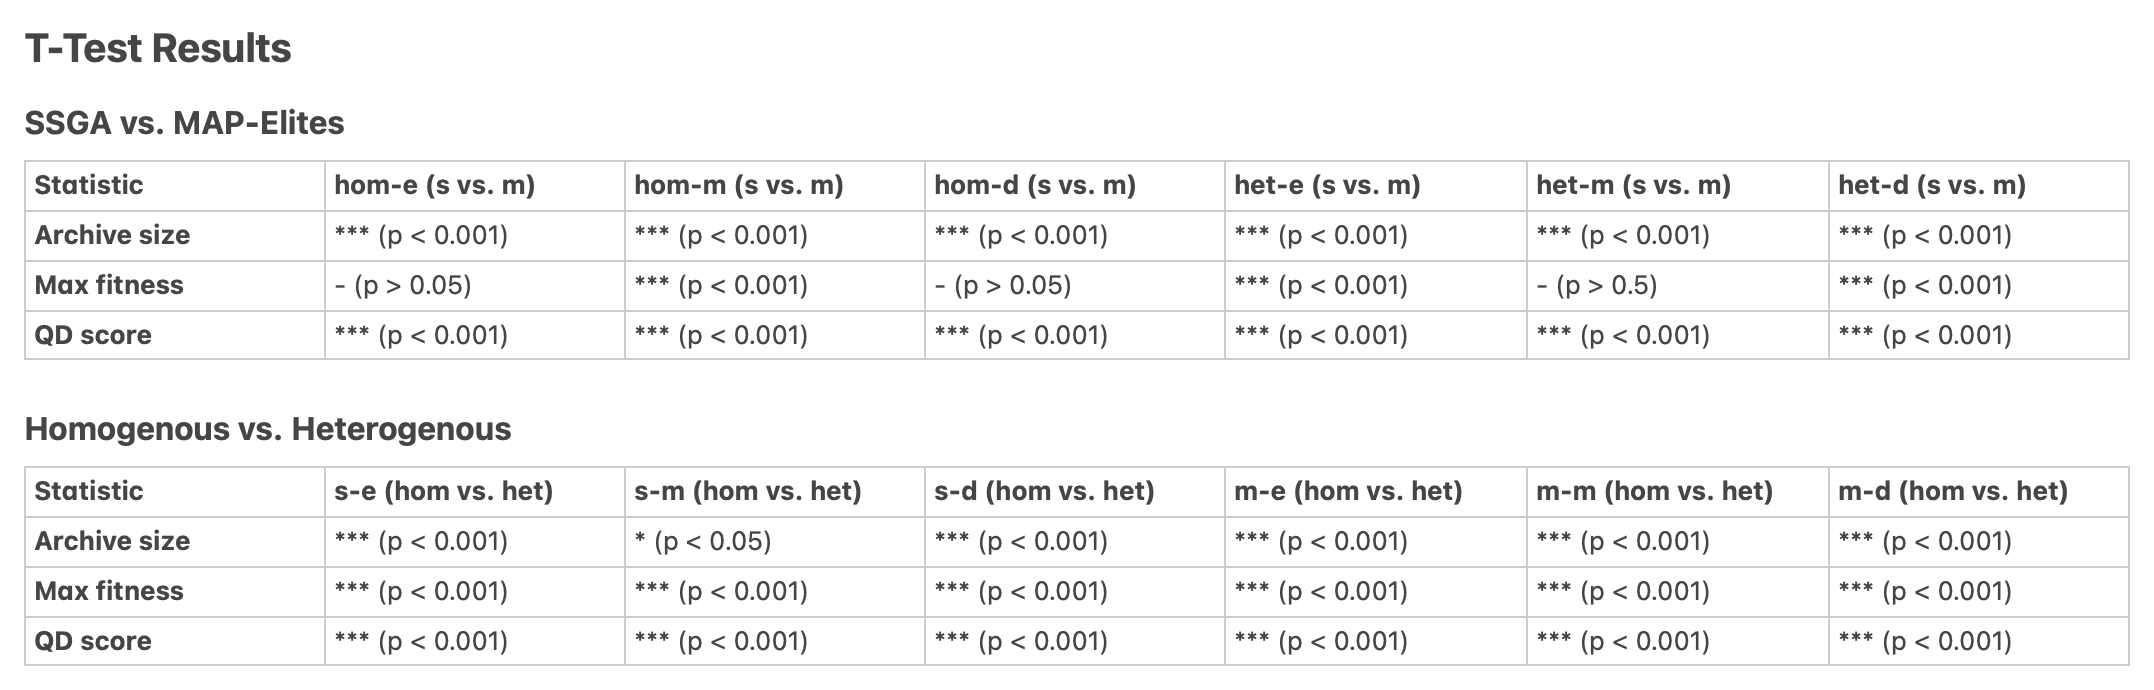 T-Test Results
SSGA vs. MAP-Elites
Statistic hom-e (s vs. m) hom-m (s vs. m) hom-d (s vs. m) het-e (s vs. m) het-m (s vs. m) het-d (s vs. m)
Archive size *** (p < 0.001) *** (p < 0.001) *** (p < 0.001) *** (p < 0.001) *** (p < 0.001) *** (p < 0.001)
Max fitness - (p > 0.05) *** (p < 0.001) - (p > 0.05) *** (p < 0.001) - (p > 0.5) *** (p < 0.001)
QD score *** (p < 0.001) *** (p < 0.001) *** (p < 0.001) *** (p < 0.001) *** (p < 0.001) *** (p < 0.001)
Homogenous vs. Heterogenous
Statistic s-e (hom vs. het) s-m (hom vs. het) s-d (hom vs. het) m-e (hom vs. het) m-m (hom vs. het) m-d (hom vs. het)
Archive size *** (p < 0.001) * (p < 0.05) *** (p < 0.001) *** (p < 0.001) *** (p < 0.001) *** (p < 0.001)
Max fitness *** (p < 0.001) *** (p < 0.001) *** (p < 0.001) *** (p < 0.001) *** (p < 0.001) *** (p < 0.001)
QD score *** (p < 0.001) *** (p < 0.001) *** (p < 0.001) *** (p < 0.001) *** (p < 0.001) *** (p < 0.001)